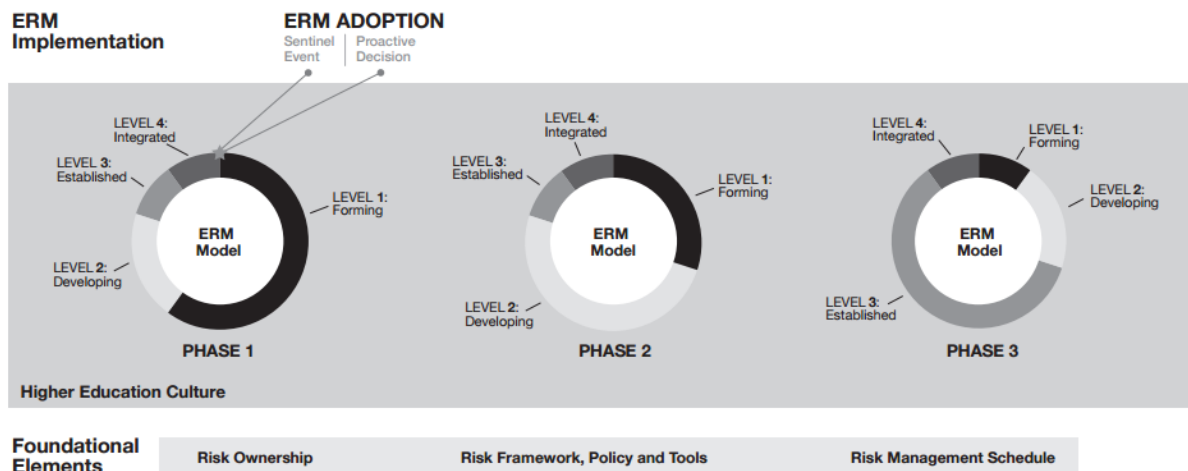 ERM
Implementation
ERM ADOPTION
Sentinel
Event
Proactive
Decision
LEVEL 4:
Integrated
LEVEL 3:
Established
LEVEL 1:
Forming
ERM
Model
LEVEL 2:
Developing
PHASE 1
LEVEL 4:
Integrated
LEVEL 3:
Established
LEVEL 1:
Forming
ERM
Model
LEVEL 2:
Developing
PHASE 2
LEVEL 4:
Integrated
LEVEL 1:
Forming
LEVEL 2:
Developing
ERM
Model
LEVEL 3:
Established
PHASE 3
Higher Education Culture
Foundational
Elements
Risk Ownership
Risk Framework, Policy and Tools
Risk Management Schedule